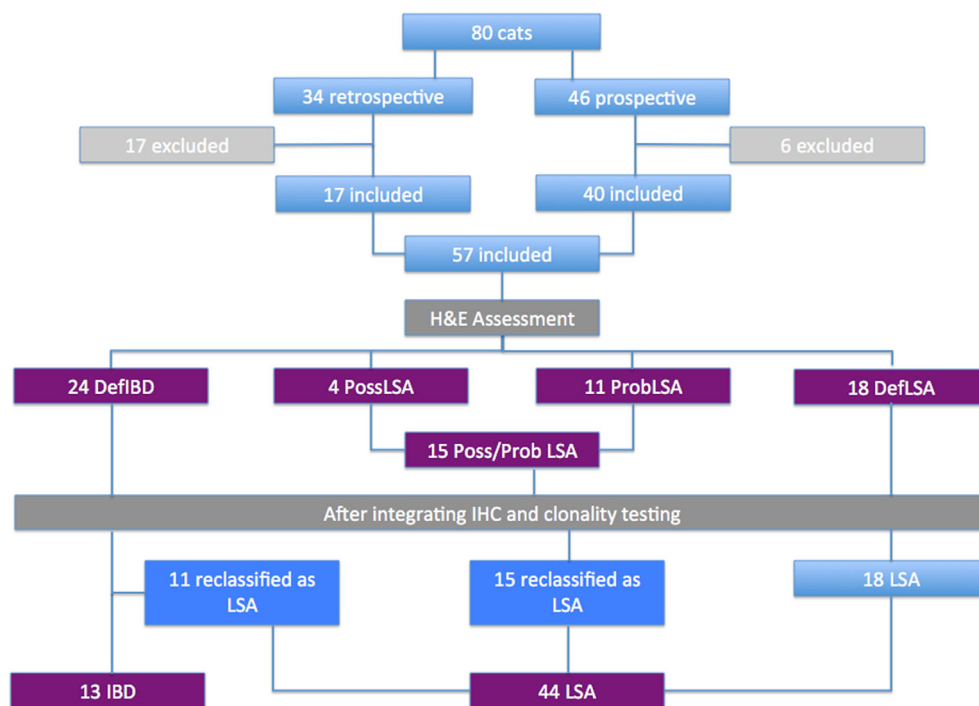 80 cats
34 retrospective
46 prospective
17 excluded
6 excluded
17 included
40 included
57 included
H&E Assessment
24 DefIBD
4 PossLSA
11 ProbLSA
18 DefLSA
15 Poss/Prob LSA
After integrating IHC and clonality testing
11 reclassified as
LSA
15 reclassified as
LSA
18 LSA
13 IBD
44 LSA